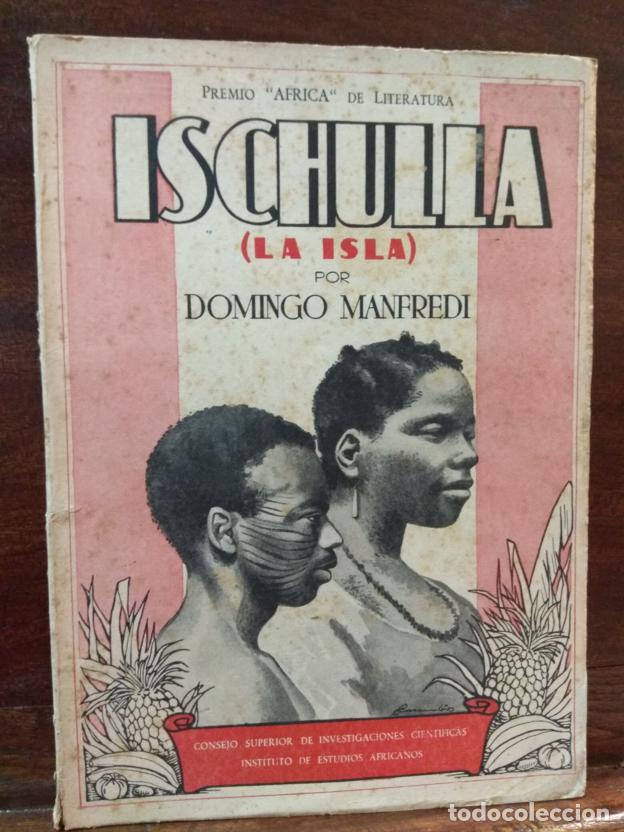 PREMIO "AFRICA" DE LITERATURA
ISCHULLA
(LA ISLA)
POR
DOMINGO MANFREDI
CONSEJO SUPERIOR DE INVESTIGACIONES CIENTIFICAS
INSTITUTO DE ESTUDIOS AFRICANOS
todocoleccion.net